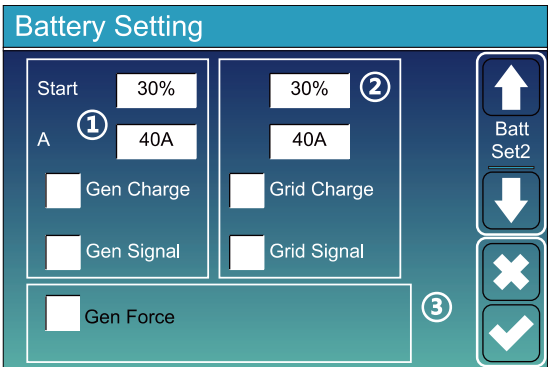 Battery Setting
Start 30% 30% ②
A ① 40A 40A
Gen Charge Grid Charge
Gen Signal Grid Signal
Gen Force ③
Batt
Set2